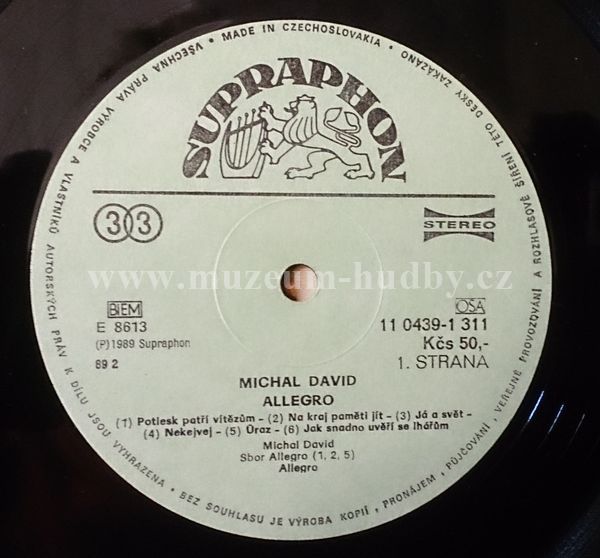 MADE IN CZECHOSLOVAKIA • VŠECHNA PRÁVA VÝROBCE A VLASTNÍKŮ AUTORSKÝCH PRÁV K DÍLU JSOU VYHRAZENA • BEZ SOUHLASU JE VÝROBA KOPIÍ, PRONÁJEM, PŮJČOVÁNÍ, VEŘEJNÉ PROVOZOVÁNÍ A ROZHLASOVÉ ŠÍŘENÍ TÉTO DESKY ZAKÁZÁNO •
SUPRAPHON
33
STEREO
www.muzeum-hudby.cz
BIEM
OSA
E 8613
11 0439-1 311
(P)1989 Supraphon
Kčs 50,-
89 2
1. STRANA
MICHAL DAVID
ALLEGRO
(1) Potlesk patří vítězům - (2) Na kraj paměti jít - (3) Já a svět -
(4) Nekejvej - (5) Úraz - (6) Jak snadno uvěří se lhářům
Michal David
Sbor Allegro (1, 2, 5)
Allegro